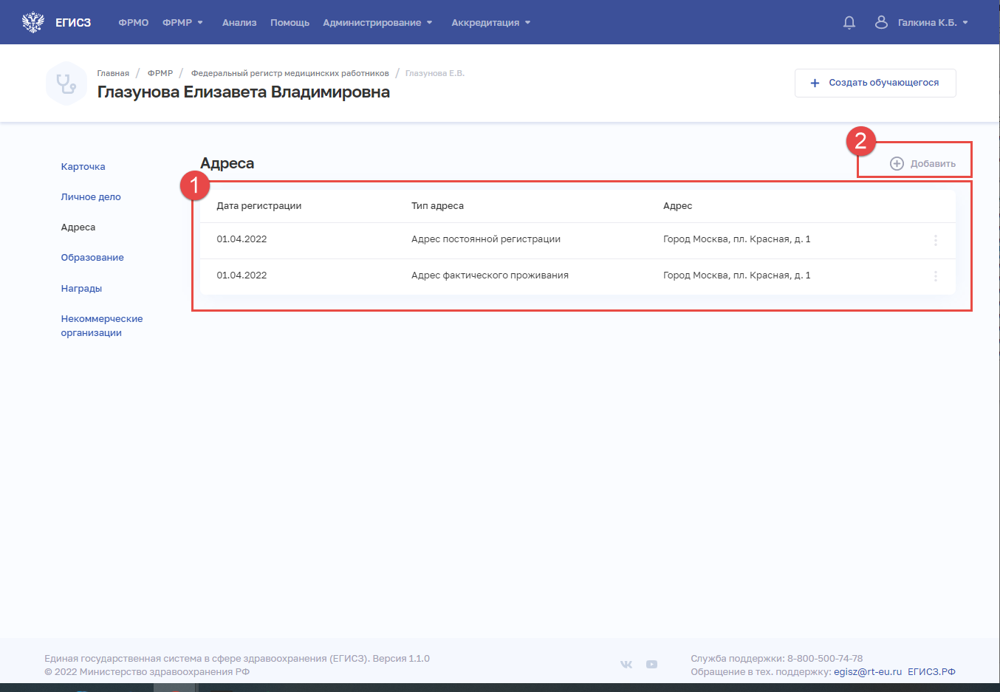 ЕГИСЗ ФРМО ФРМР Анализ Помощь Администрирование Аккредитация Галкина К.Б.
Главная / ФРМР / Федеральный регистр медицинских работников / Глазунова Е.В.
Глазунова Елизавета Владимировна
+ Создать обучающегося
Карточка
Личное дело
Адреса
Образование
Награды
Некоммерческие
организации
Адреса
2
Добавить
1
Дата регистрации Тип адреса Адрес
01.04.2022 Адрес постоянной регистрации Город Москва, пл. Красная, д. 1
01.04.2022 Адрес фактического проживания Город Москва, пл. Красная, д. 1
Единая государственная система в сфере здравоохранения (ЕГИСЗ). Версия 1.1.0
© 2022 Министерство здравоохранения РФ
Служба поддержки: 8-800-500-74-78
Обращение в тех. поддержку: egisz@rt-eu.ru ЕГИСЗ.РФ